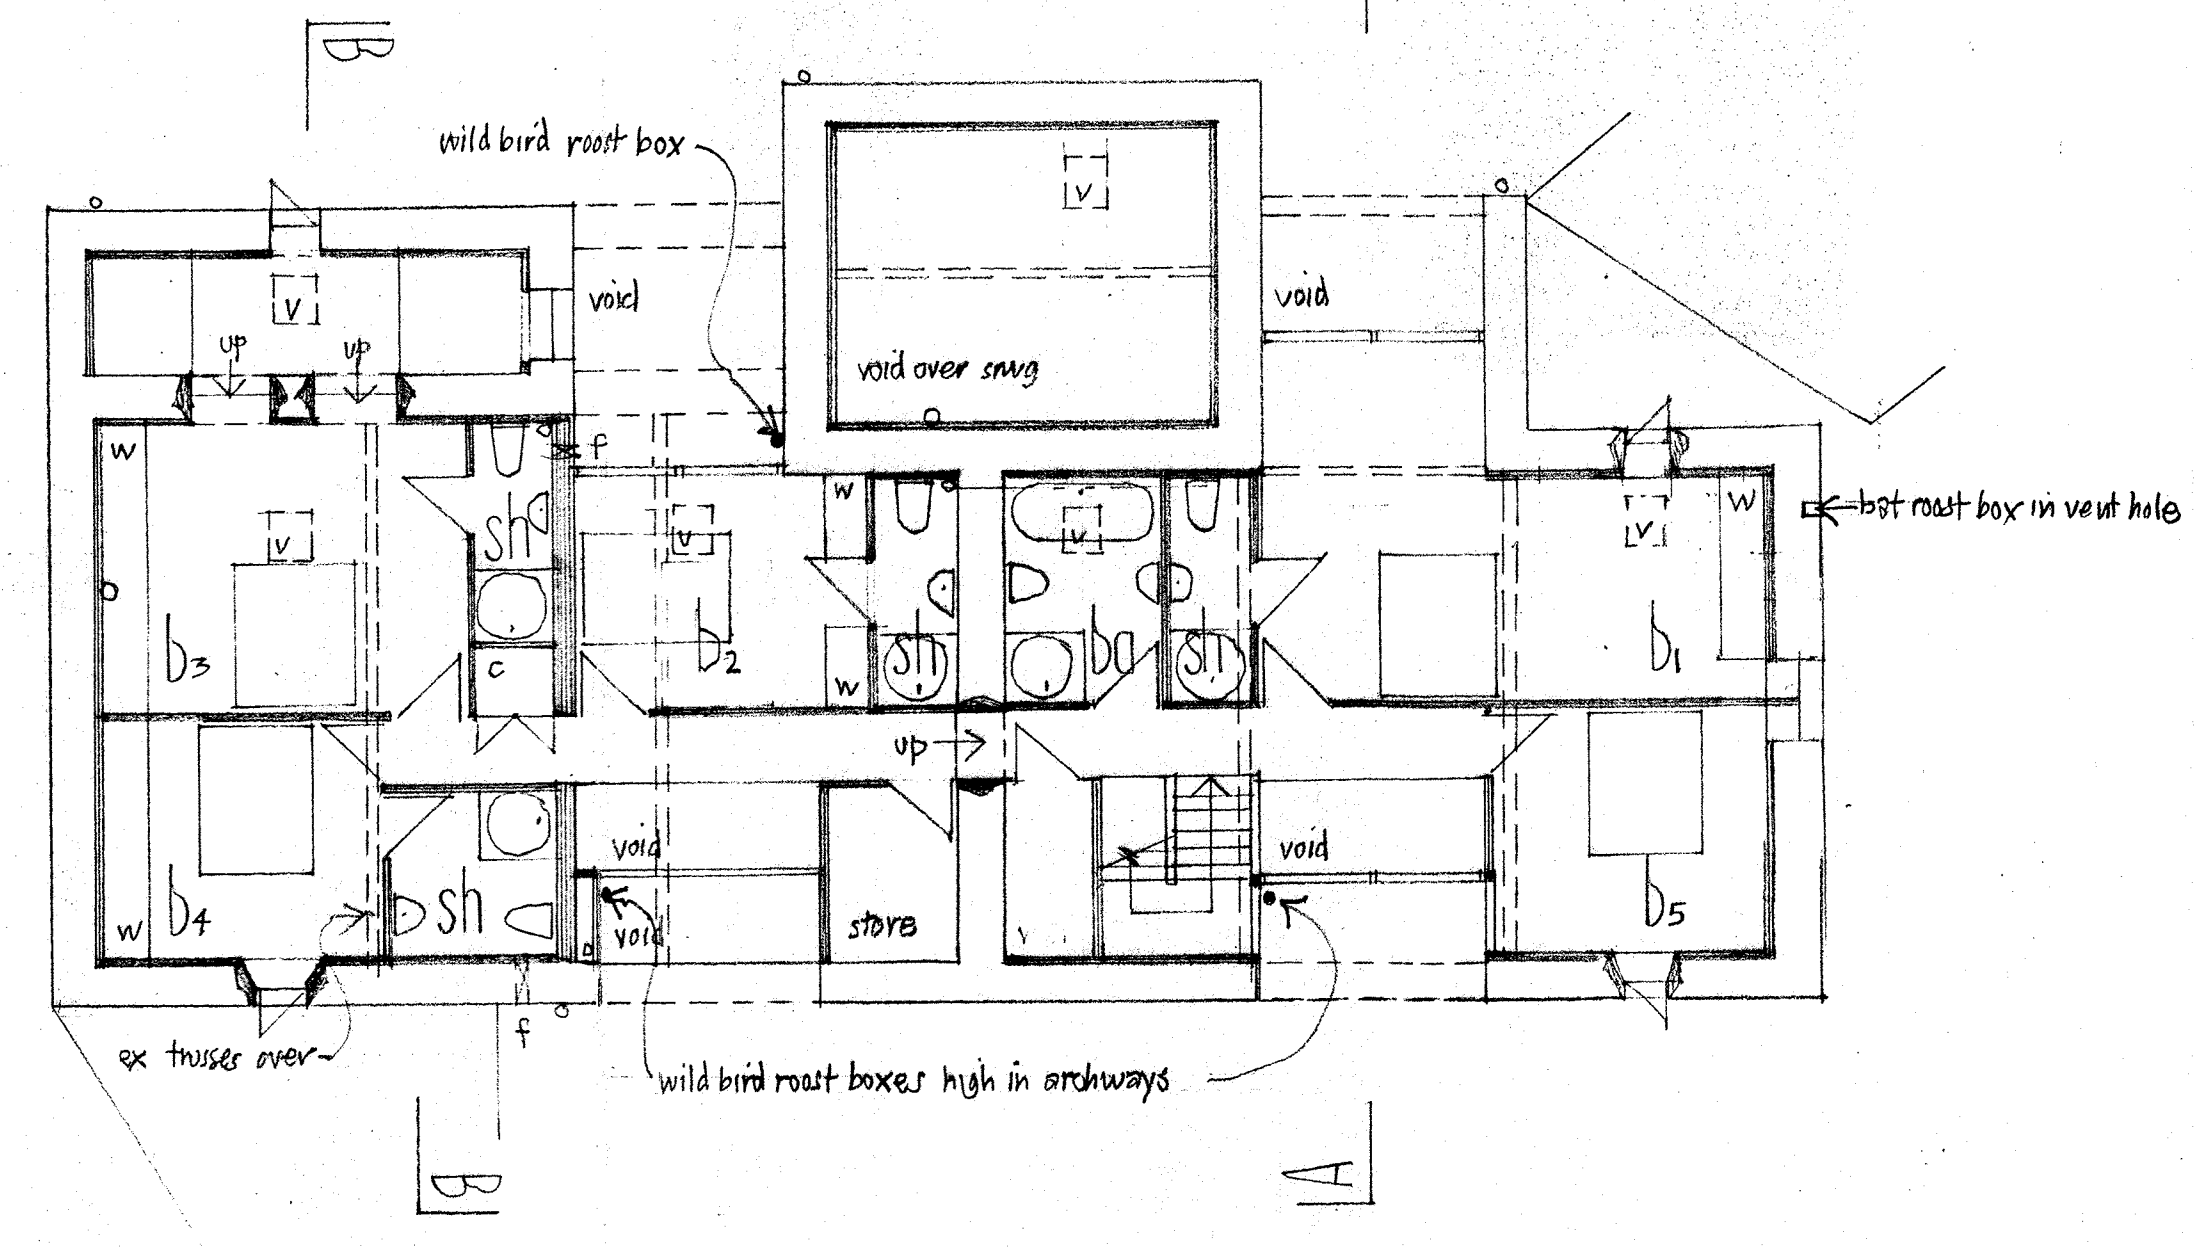 B
wild bird roost box
v
void
void
v
up
up
void over snug
f
w
w
w
bat roost box in vent hole
sh
v
v
v
v
b3
c
b2
w
sh
ba
sh
b1
up
void
void
b4
w
sh
void
store
b5
f
ex trusses over
wild bird roost boxes high in archways
B
A